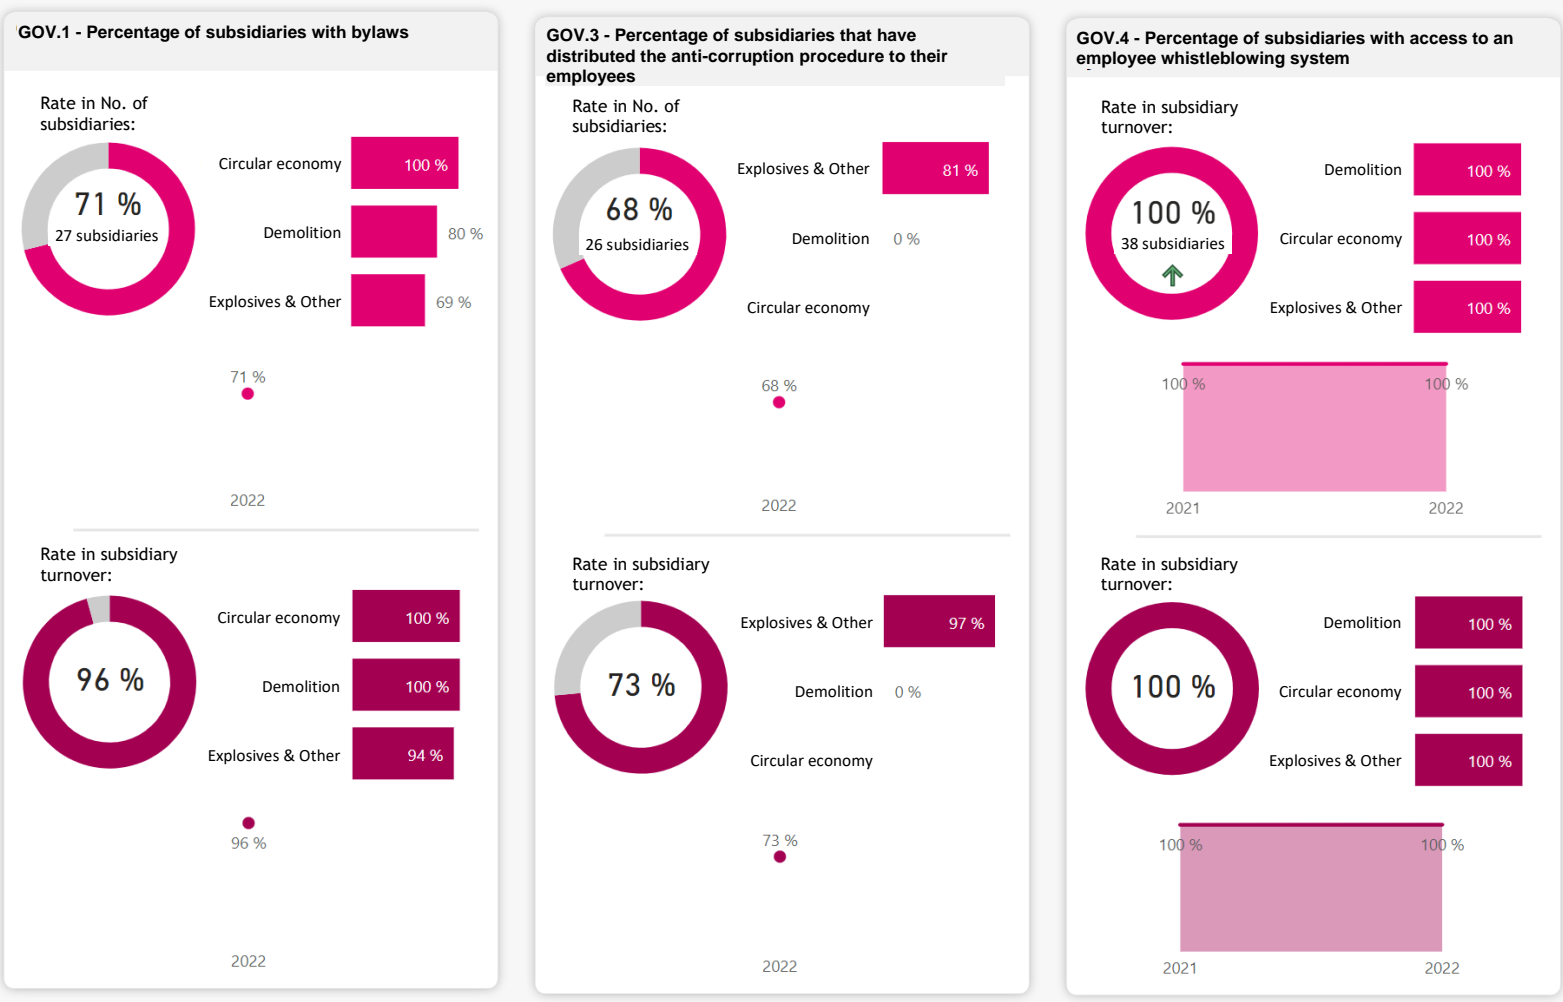 GOV.1 - Percentage of subsidiaries with bylaws
Rate in No. of
subsidiaries:
71 %
27 subsidiaries
Circular economy 100 %
Demolition 80 %
Explosives & Other 69 %
71 %
2022
Rate in subsidiary
turnover:
96 %
Circular economy 100 %
Demolition 100 %
Explosives & Other 94 %
96 %
2022
GOV.3 - Percentage of subsidiaries that have
distributed the anti-corruption procedure to their
employees
Rate in No. of
subsidiaries:
68 %
26 subsidiaries
Explosives & Other 81 %
Demolition 0 %
Circular economy
68 %
2022
Rate in subsidiary
turnover:
73 %
Explosives & Other 97 %
Demolition 0 %
Circular economy
73 %
2022
GOV.4 - Percentage of subsidiaries with access to an
employee whistleblowing system
Rate in subsidiary
turnover:
100 %
38 subsidiaries
Demolition 100 %
Circular economy 100 %
Explosives & Other 100 %
100 % 100 %
2021 2022
Rate in subsidiary
turnover:
100 %
Demolition 100 %
Circular economy 100 %
Explosives & Other 100 %
100 % 100 %
2021 2022